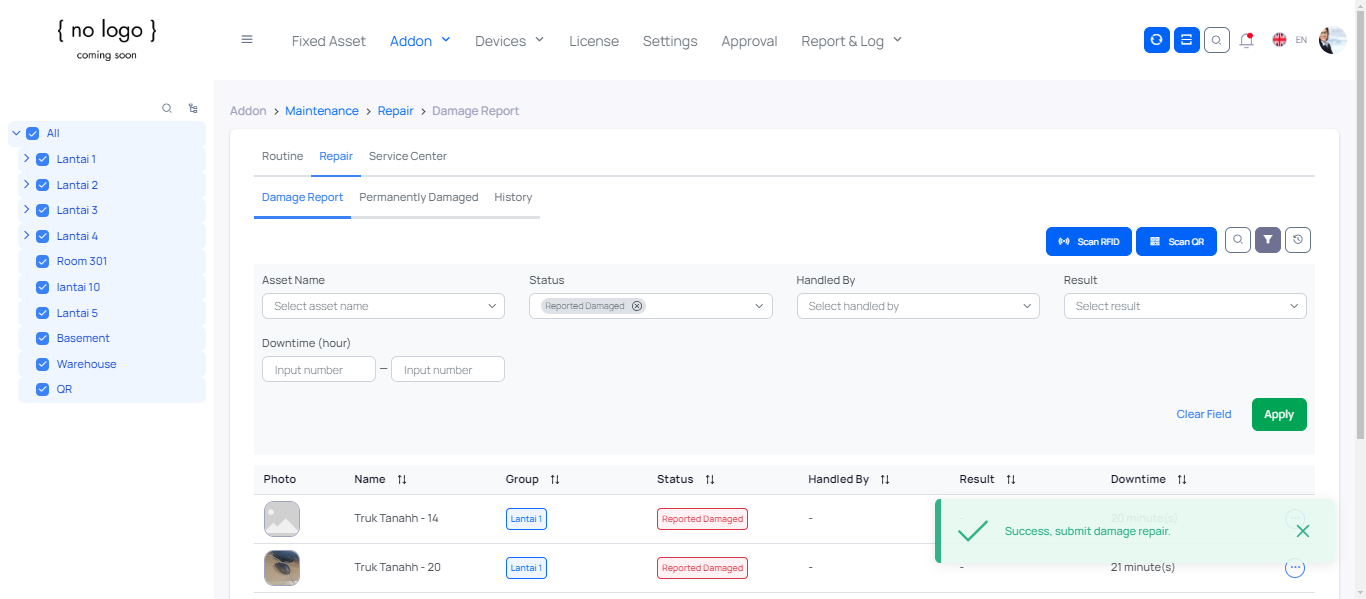 { no logo }
coming soon
Fixed Asset Addon Devices License Settings Approval Report & Log EN
All
Lantai 1
Lantai 2
Lantai 3
Lantai 4
Room 301
lantai 10
Lantai 5
Basement
Warehouse
QR
Addon > Maintenance > Repair > Damage Report
Routine Repair Service Center
Damage Report Permanently Damaged History
Scan RFID Scan QR
Asset Name Status Handled By Result
Select asset name Reported Damaged Select handled by Select result
Downtime (hour)
Input number – Input number
Clear Field Apply
Photo Name Group Status Handled By Result Downtime
Truk Tanahh - 14 Lantai 1 Reported Damaged - - 20 minute(s)
Success, submit damage repair.
Truk Tanahh - 20 Lantai 1 Reported Damaged - - 21 minute(s)